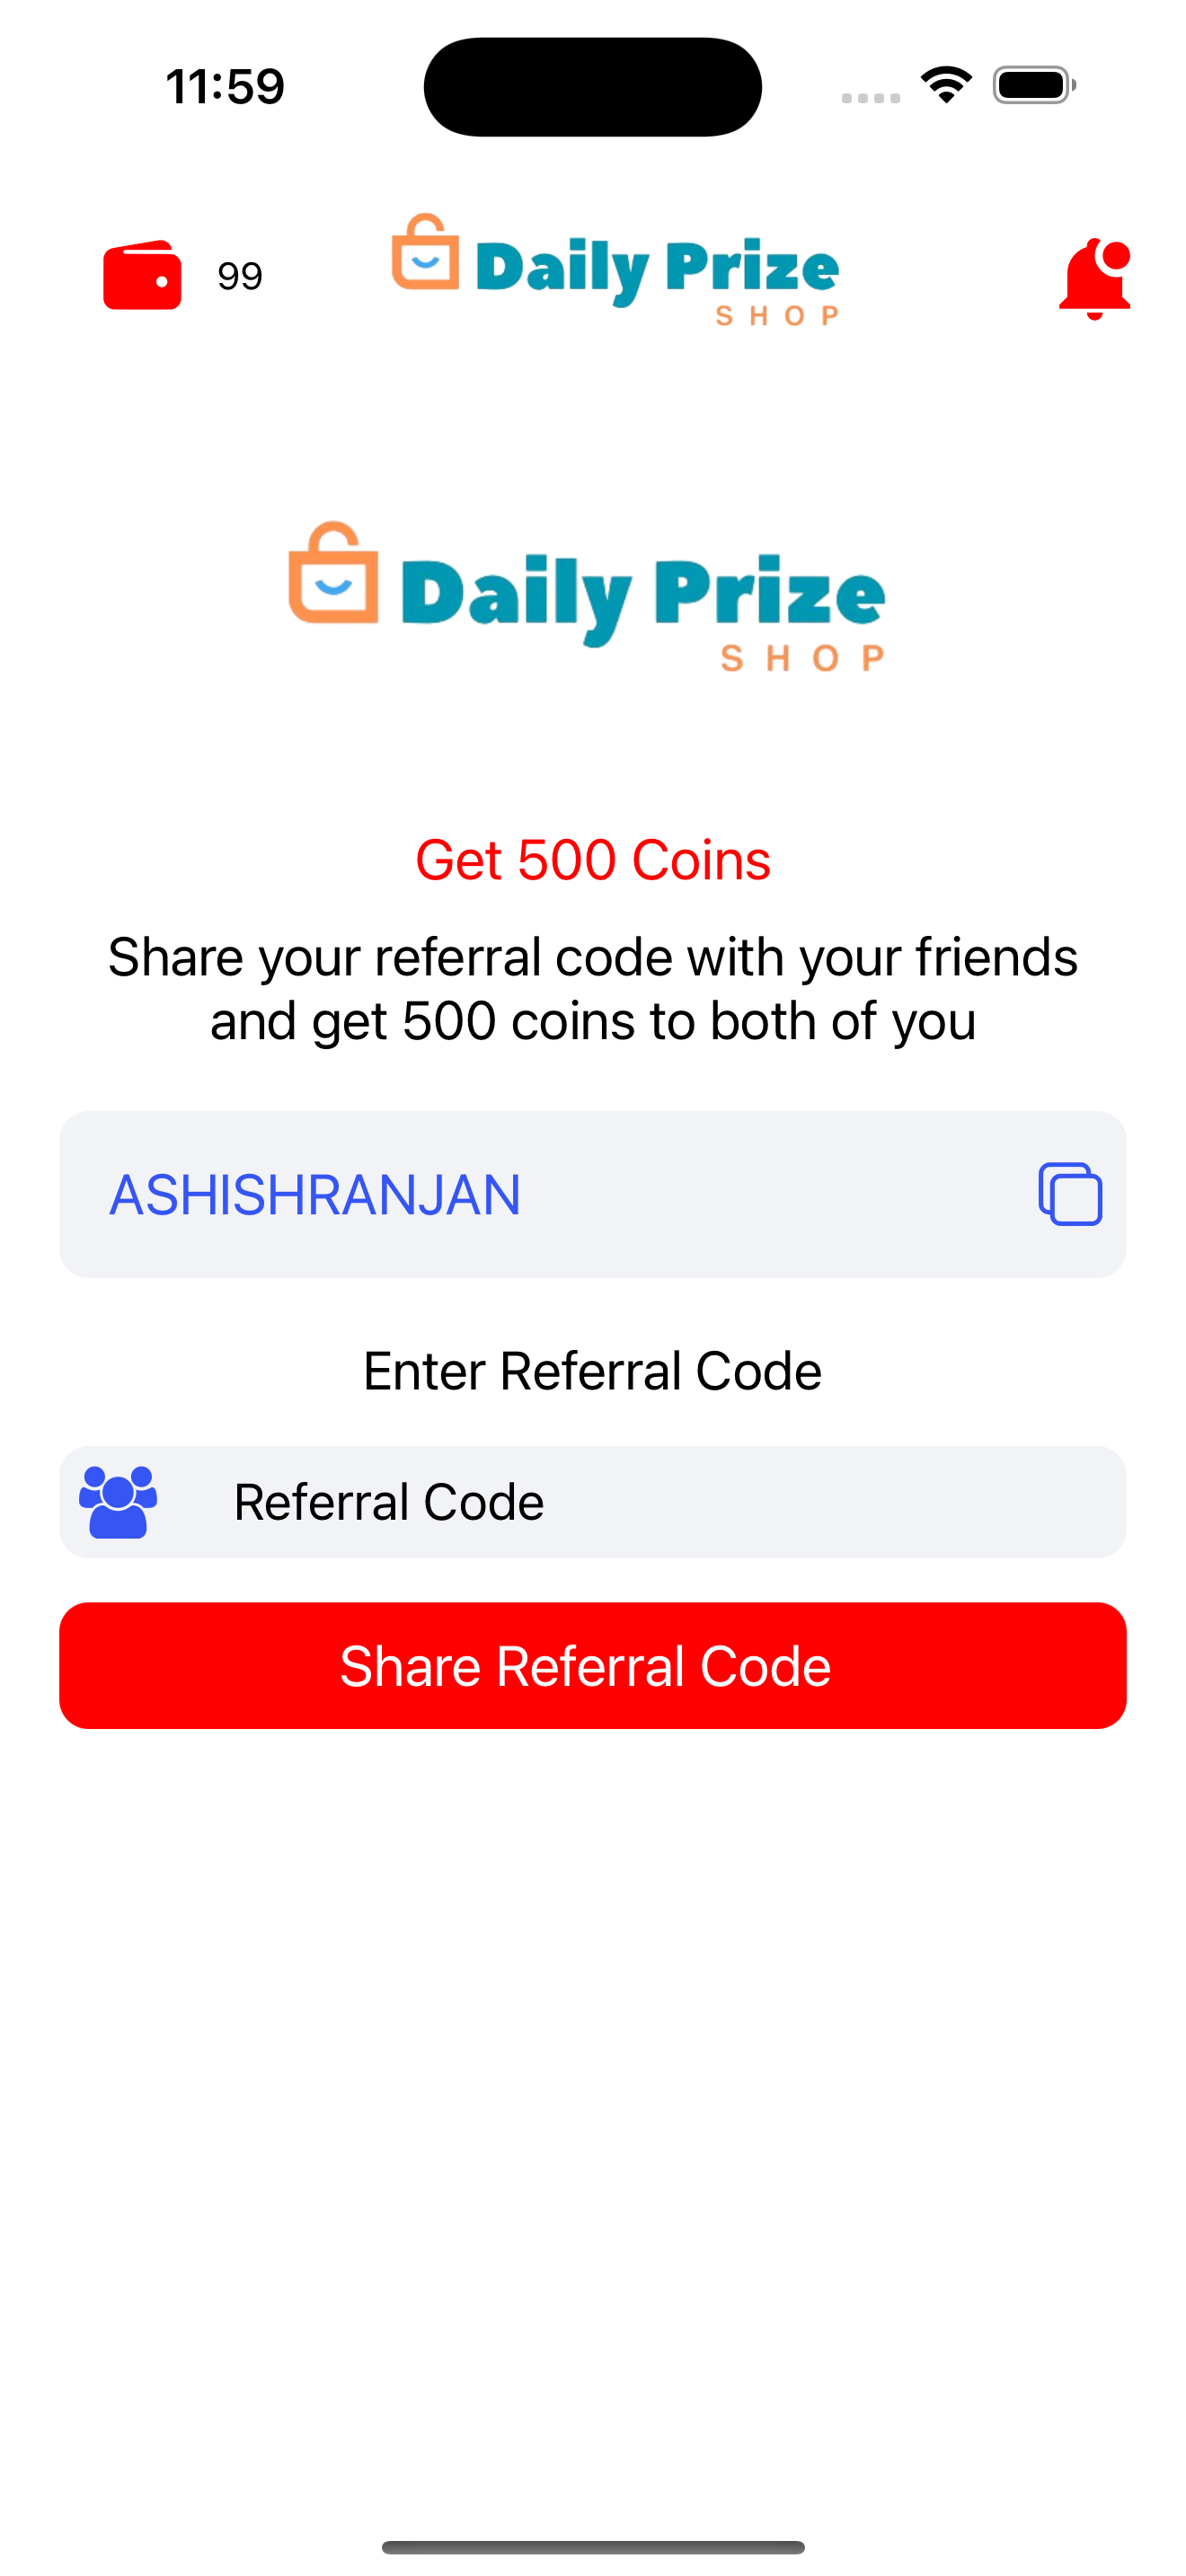 11:59
99
Daily Prize
SHOP
Daily Prize
SHOP
Get 500 Coins
Share your referral code with your friends
and get 500 coins to both of you
ASHISHRANJAN
Enter Referral Code
Referral Code
Share Referral Code